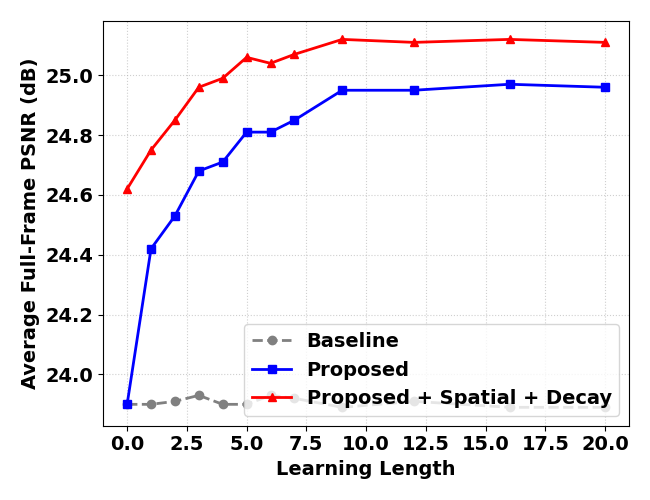 Average Full-Frame PSNR (dB)
25.0
24.8
24.6
24.4
24.2
24.0
Baseline
Proposed
Proposed + Spatial + Decay
0.0 2.5 5.0 7.5 10.0 12.5 15.0 17.5 20.0
Learning Length